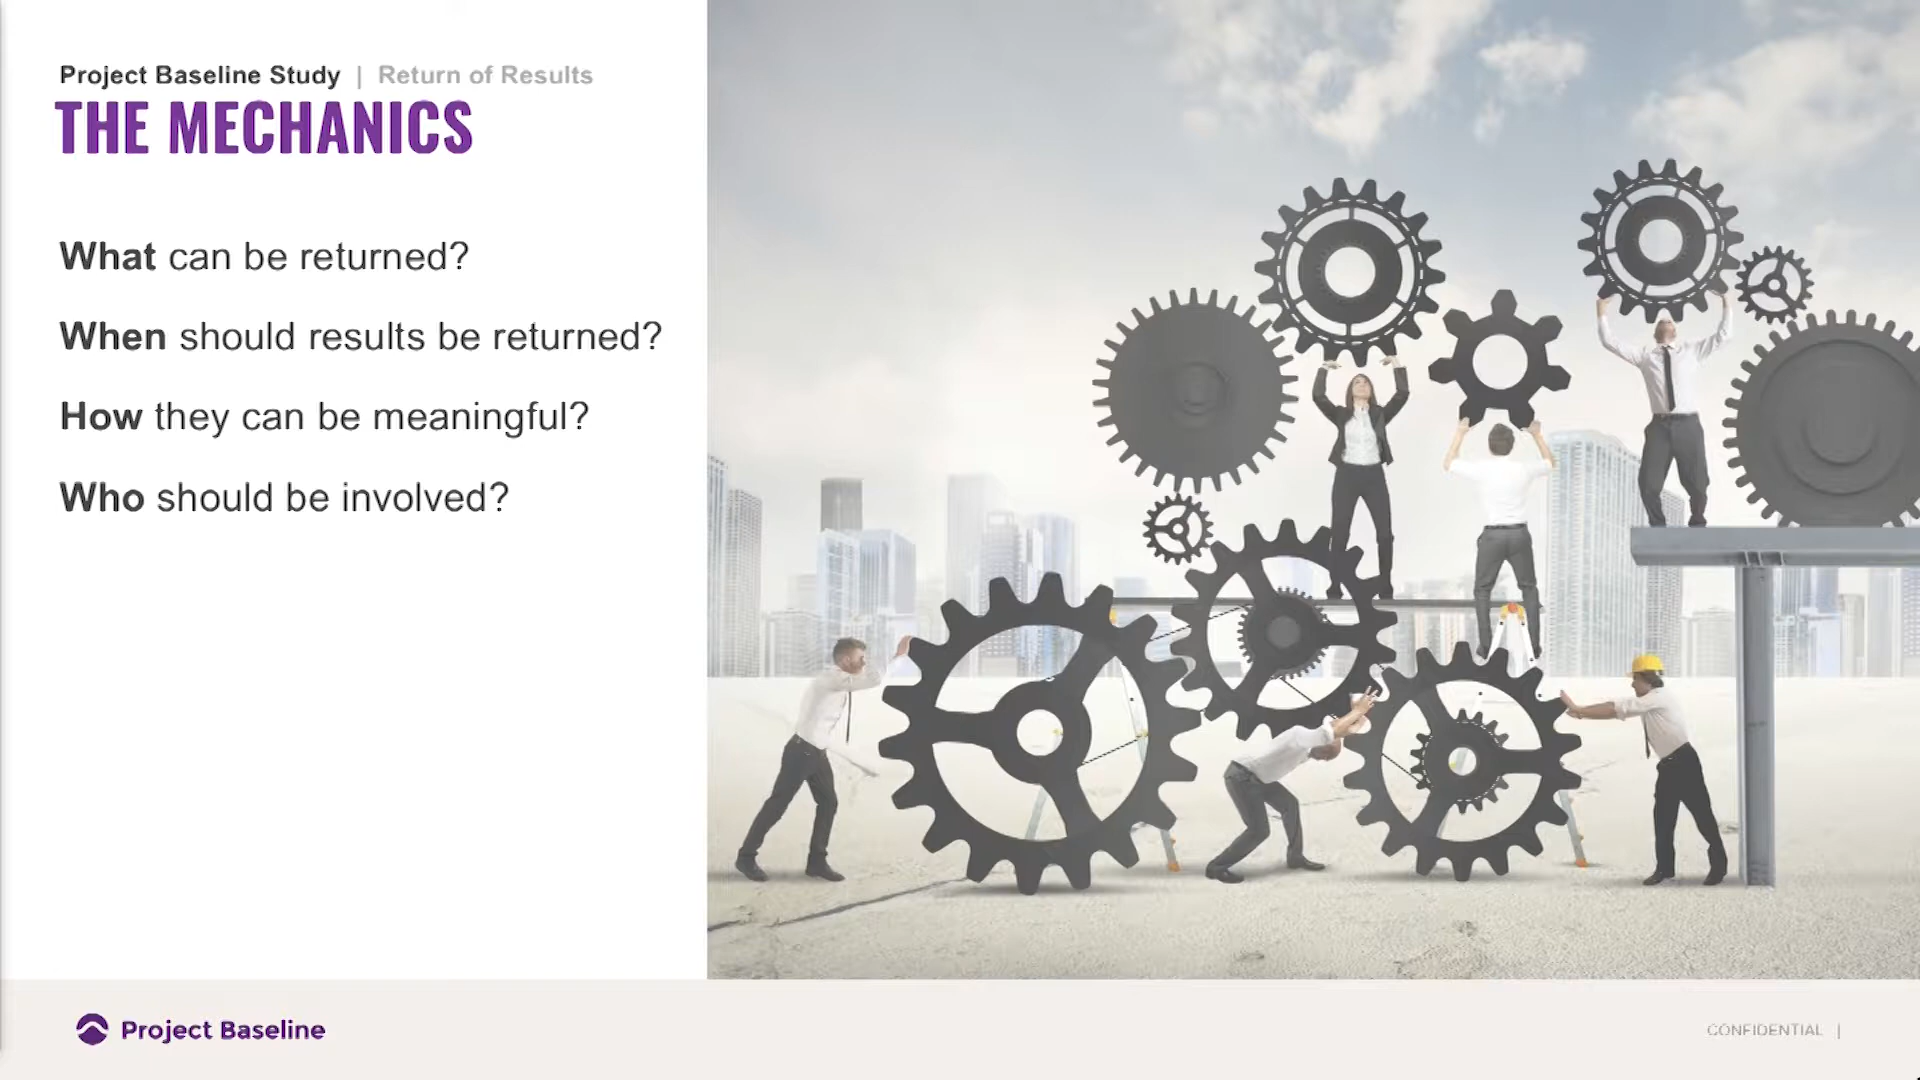 Project Baseline Study | Return of Results
THE MECHANICS
What can be returned?
When should results be returned?
How they can be meaningful?
Who should be involved?
Project Baseline
CONFIDENTIAL |